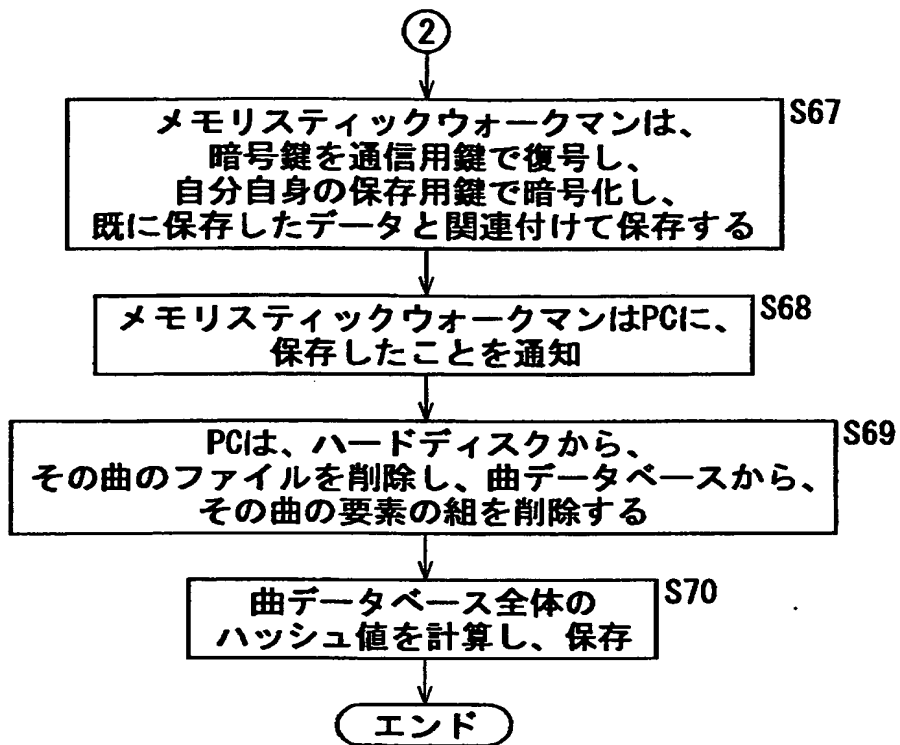 2
メモリスティックウォークマンは、
暗号鍵を通信用鍵で復号し、
自分自身の保存用鍵で暗号化し、
既に保存したデータと関連付けて保存する
S67
メモリスティックウォークマンはPCに、
保存したことを通知
S68
PCは、ハードディスクから、
その曲のファイルを削除し、曲データベースから、
その曲の要素の組を削除する
S69
曲データベース全体の
ハッシュ値を計算し、保存
S70
エンド